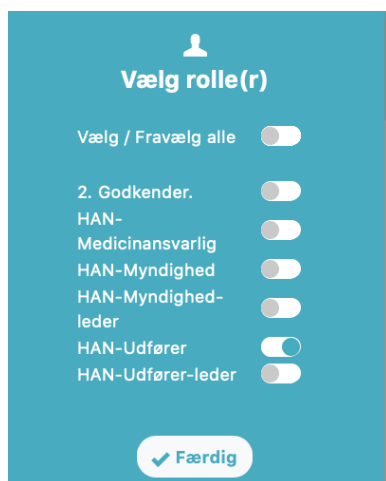 Vælg rolle(r)
Vælg / Fravælg alle
2. Godkender.
HAN-
Medicinansvarlig
HAN-Myndighed
HAN-Myndighed-
leder
HAN-Udfører
HAN-Udfører-leder
Færdig